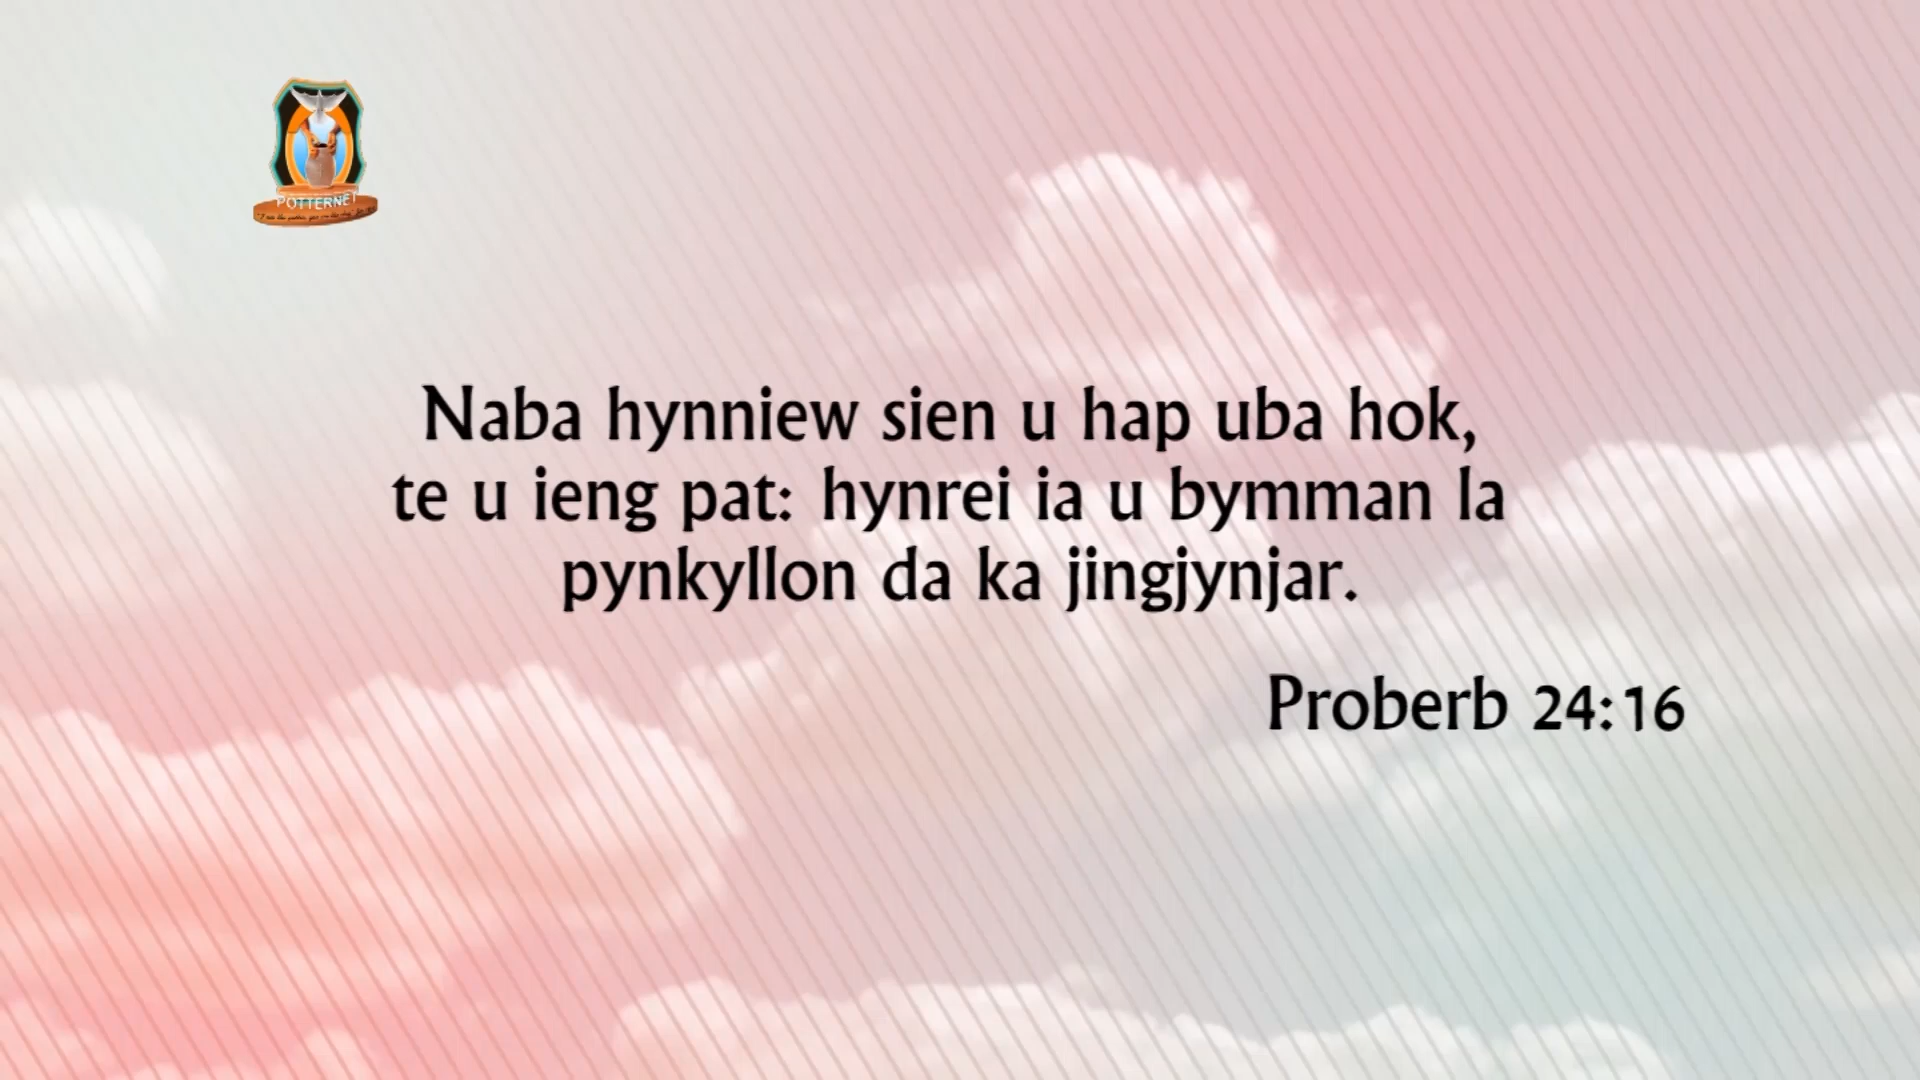 POTTERNET
Naba hynniew sien u hap uba hok,
te u ieng pat: hynrei ia u bymman la
pynkyllon da ka jingjynjar.
Proberb 24:16